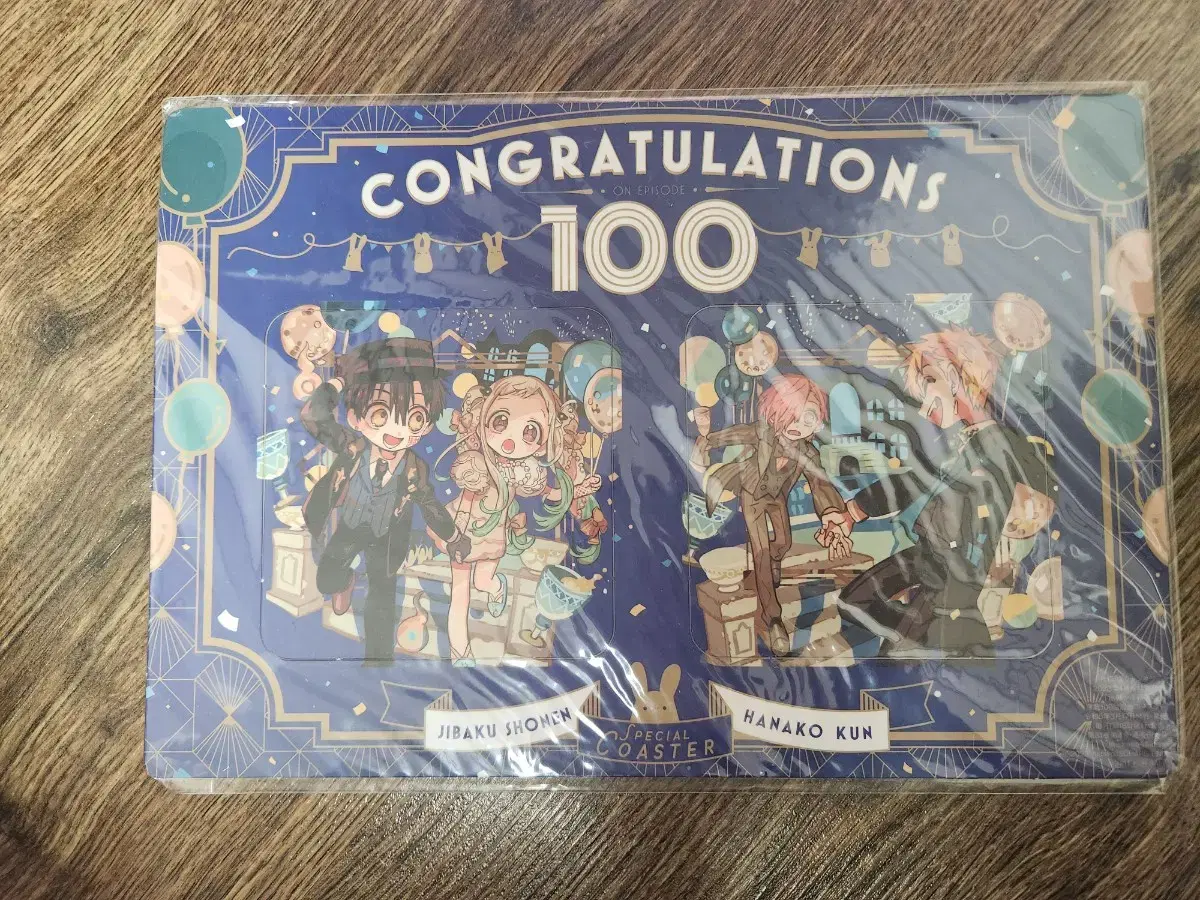 CONGRATULATIONS
ON EPISODE
100
JIBAKU SHONEN
HANAKO KUN
SPECIAL
COASTER